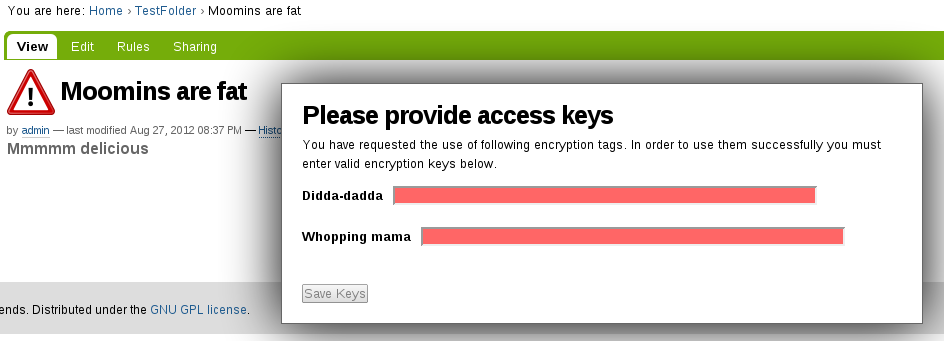 You are here: Home › TestFolder › Moomins are fat
View Edit Rules Sharing
Moomins are fat
by admin — last modified Aug 27, 2012 08:37 PM — Histo
Mmmmm delicious
Please provide access keys
You have requested the use of following encryption tags. In order to use them successfully you must
enter valid encryption keys below.
Didda-dadda
Whopping mama
Save Keys
ends. Distributed under the GNU GPL license.